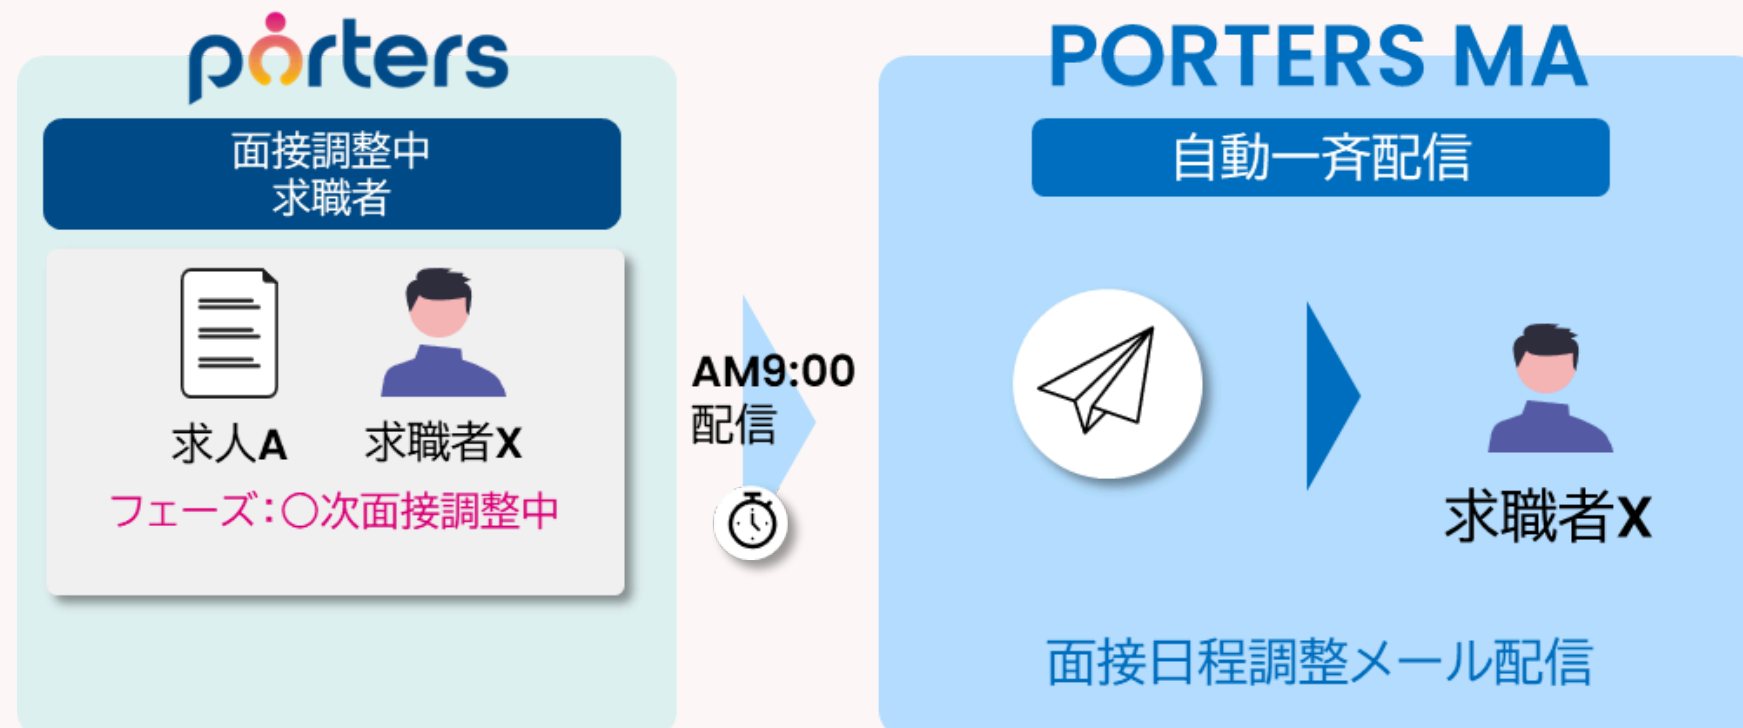 porters
面接調整中
求職者
求人A
求職者X
フェーズ：〇次面接調整中
AM9:00
配信
PORTERS MA
自動一斉配信
求職者X
面接日程調整メール配信